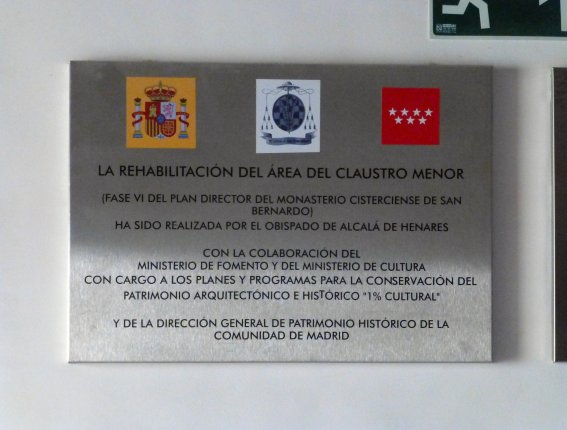 LA REHABILITACIÓN DEL ÁREA DEL CLAUSTRO MENOR
(FASE VI DEL PLAN DIRECTOR DEL MONASTERIO CISTERCIENSE DE SAN
BERNARDO)
HA SIDO REALIZADA POR EL OBISPADO DE ALCALÁ DE HENARES
CON LA COLABORACIÓN DEL
MINISTERIO DE FOMENTO Y DEL MINISTERIO DE CULTURA
CON CARGO A LOS PLANES Y PROGRAMAS PARA LA CONSERVACIÓN DEL
PATRIMONIO ARQUITECTÓNICO E HISTÓRICO "1% CULTURAL"
Y DE LA DIRECCIÓN GENERAL DE PATRIMONIO HISTÓRICO DE LA
COMUNIDAD DE MADRID